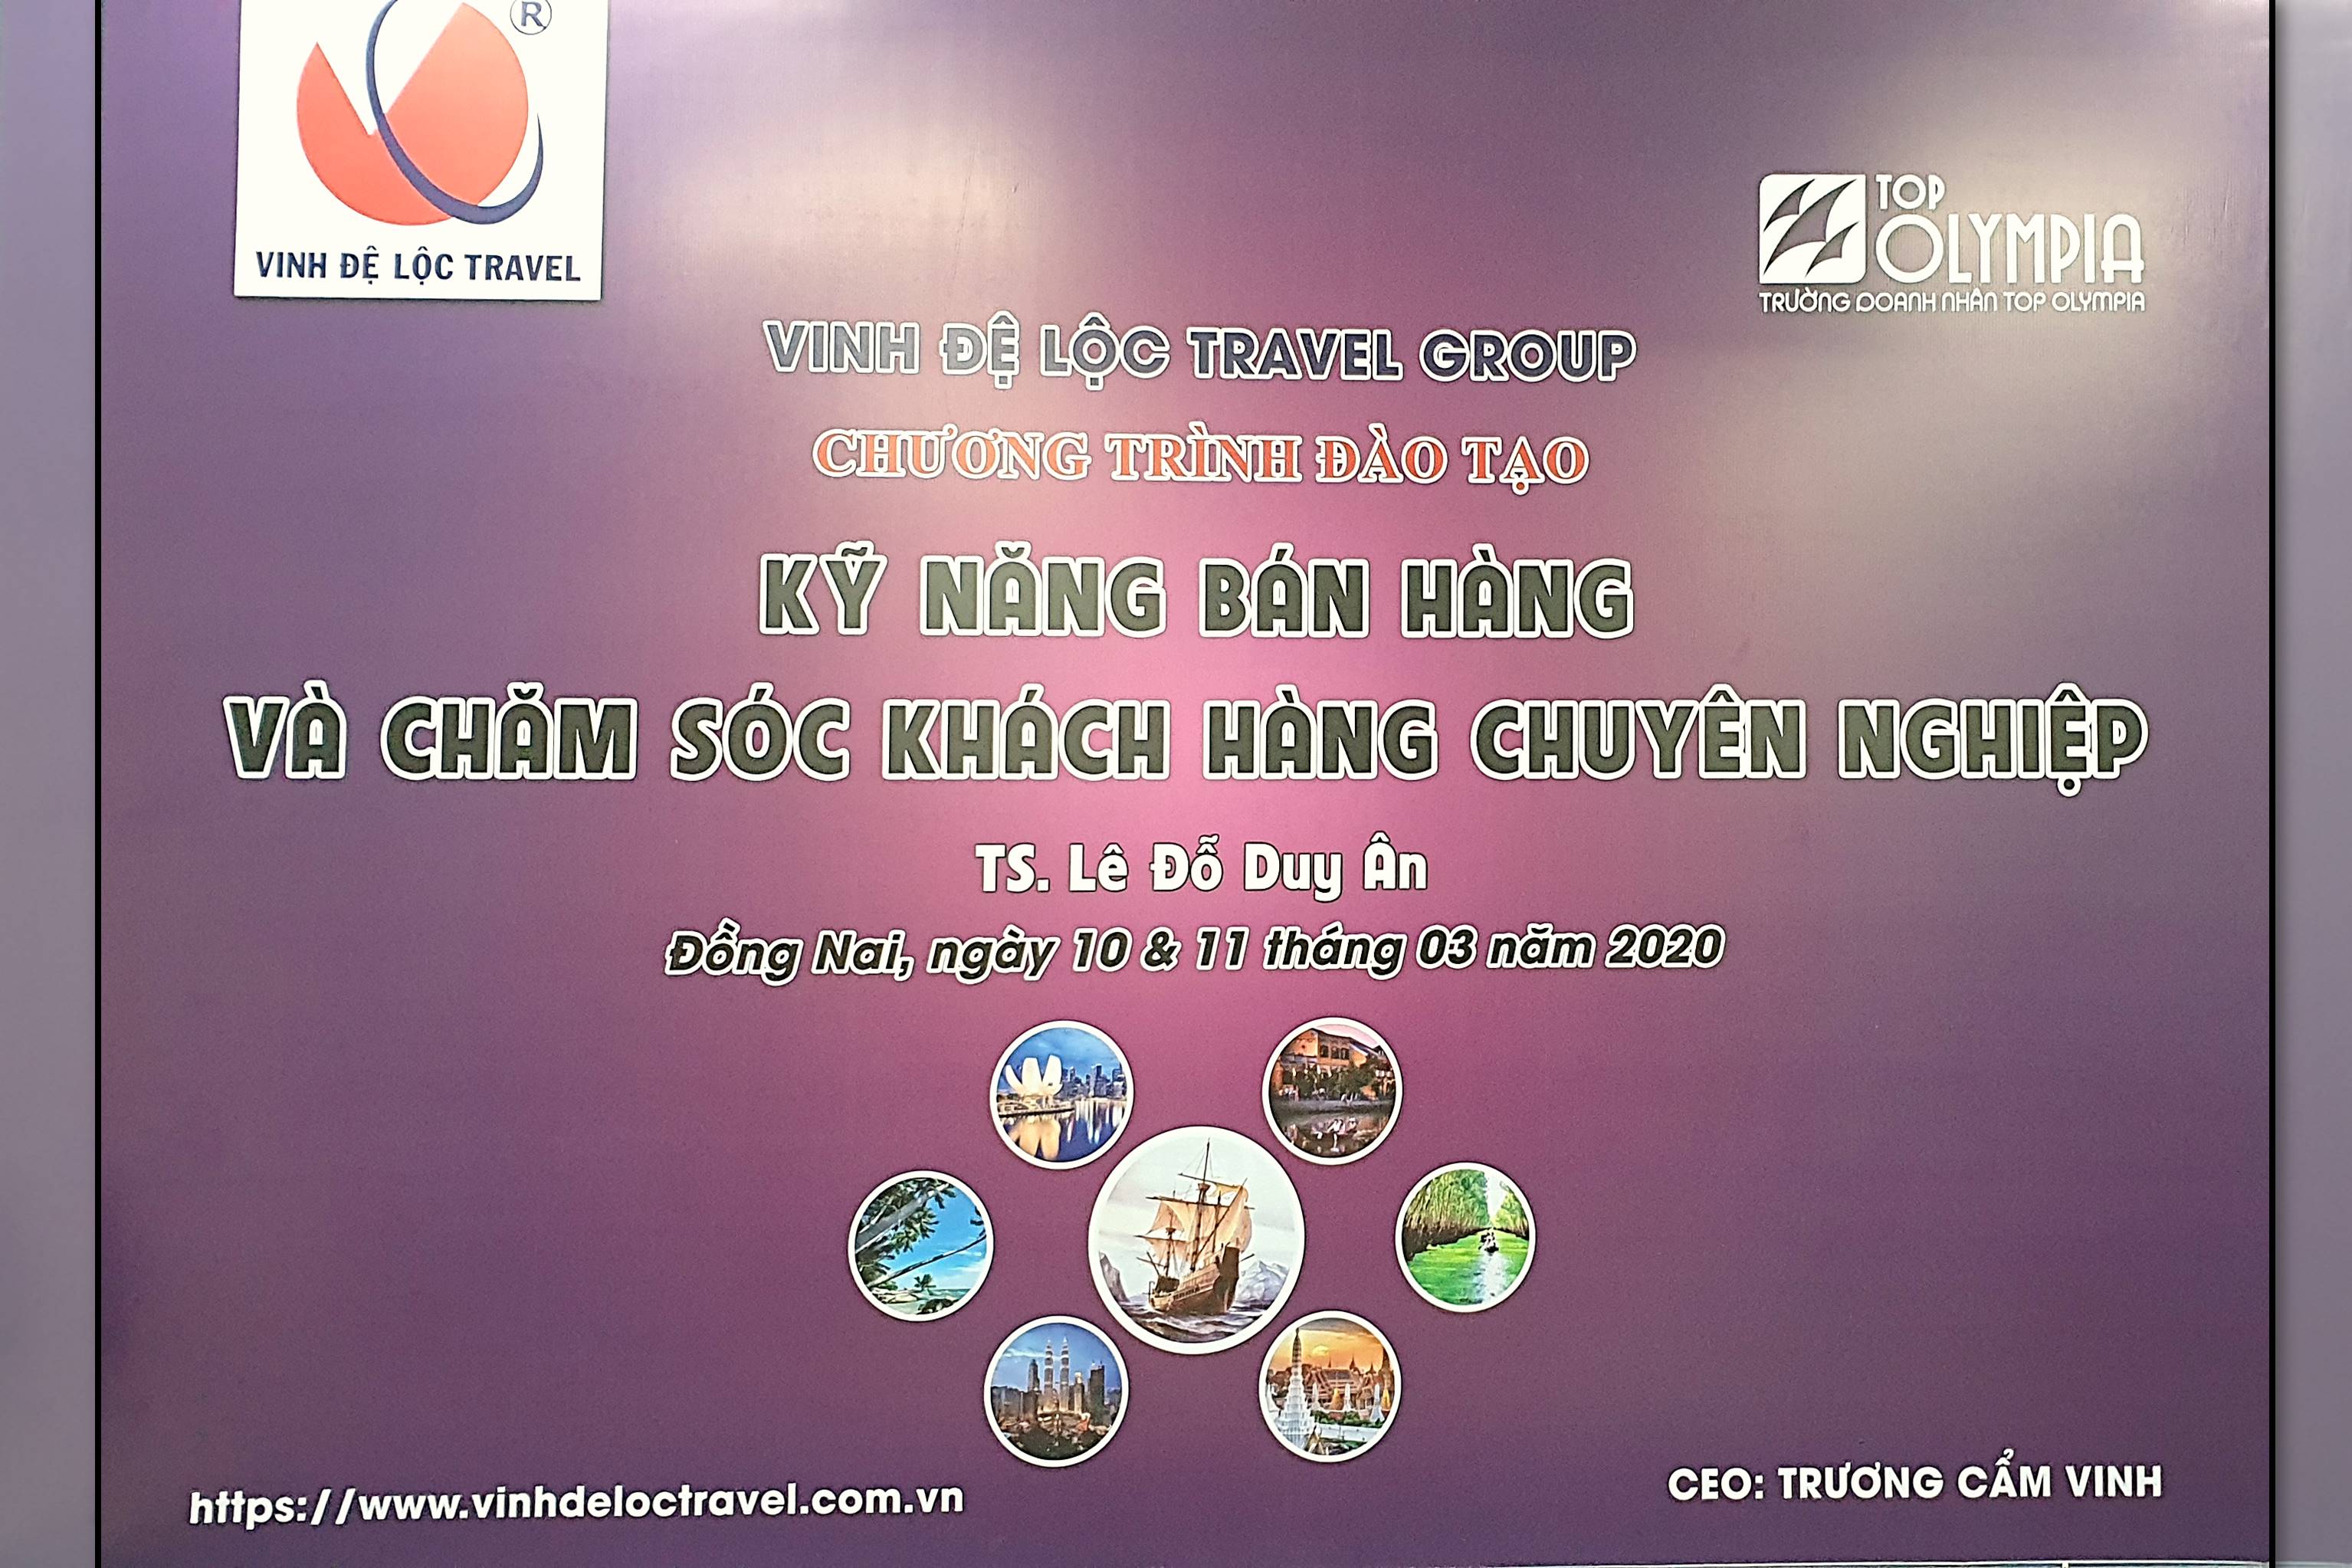 ®
VINH ĐỆ LỘC TRAVEL
TOP
OLYMPIA
TRƯỜNG DOANH NHÂN TOP OLYMPIA
VINH ĐỆ LỘC TRAVEL GROUP
CHƯƠNG TRÌNH ĐÀO TẠO
KỸ NĂNG BÁN HÀNG
VÀ CHĂM SÓC KHÁCH HÀNG CHUYÊN NGHIỆP
TS. Lê Đỗ Duy Ân
Đồng Nai, ngày 10 & 11 tháng 03 năm 2020
https://www.vinhdeloctravel.com.vn
CEO: TRƯƠNG CẨM VINH